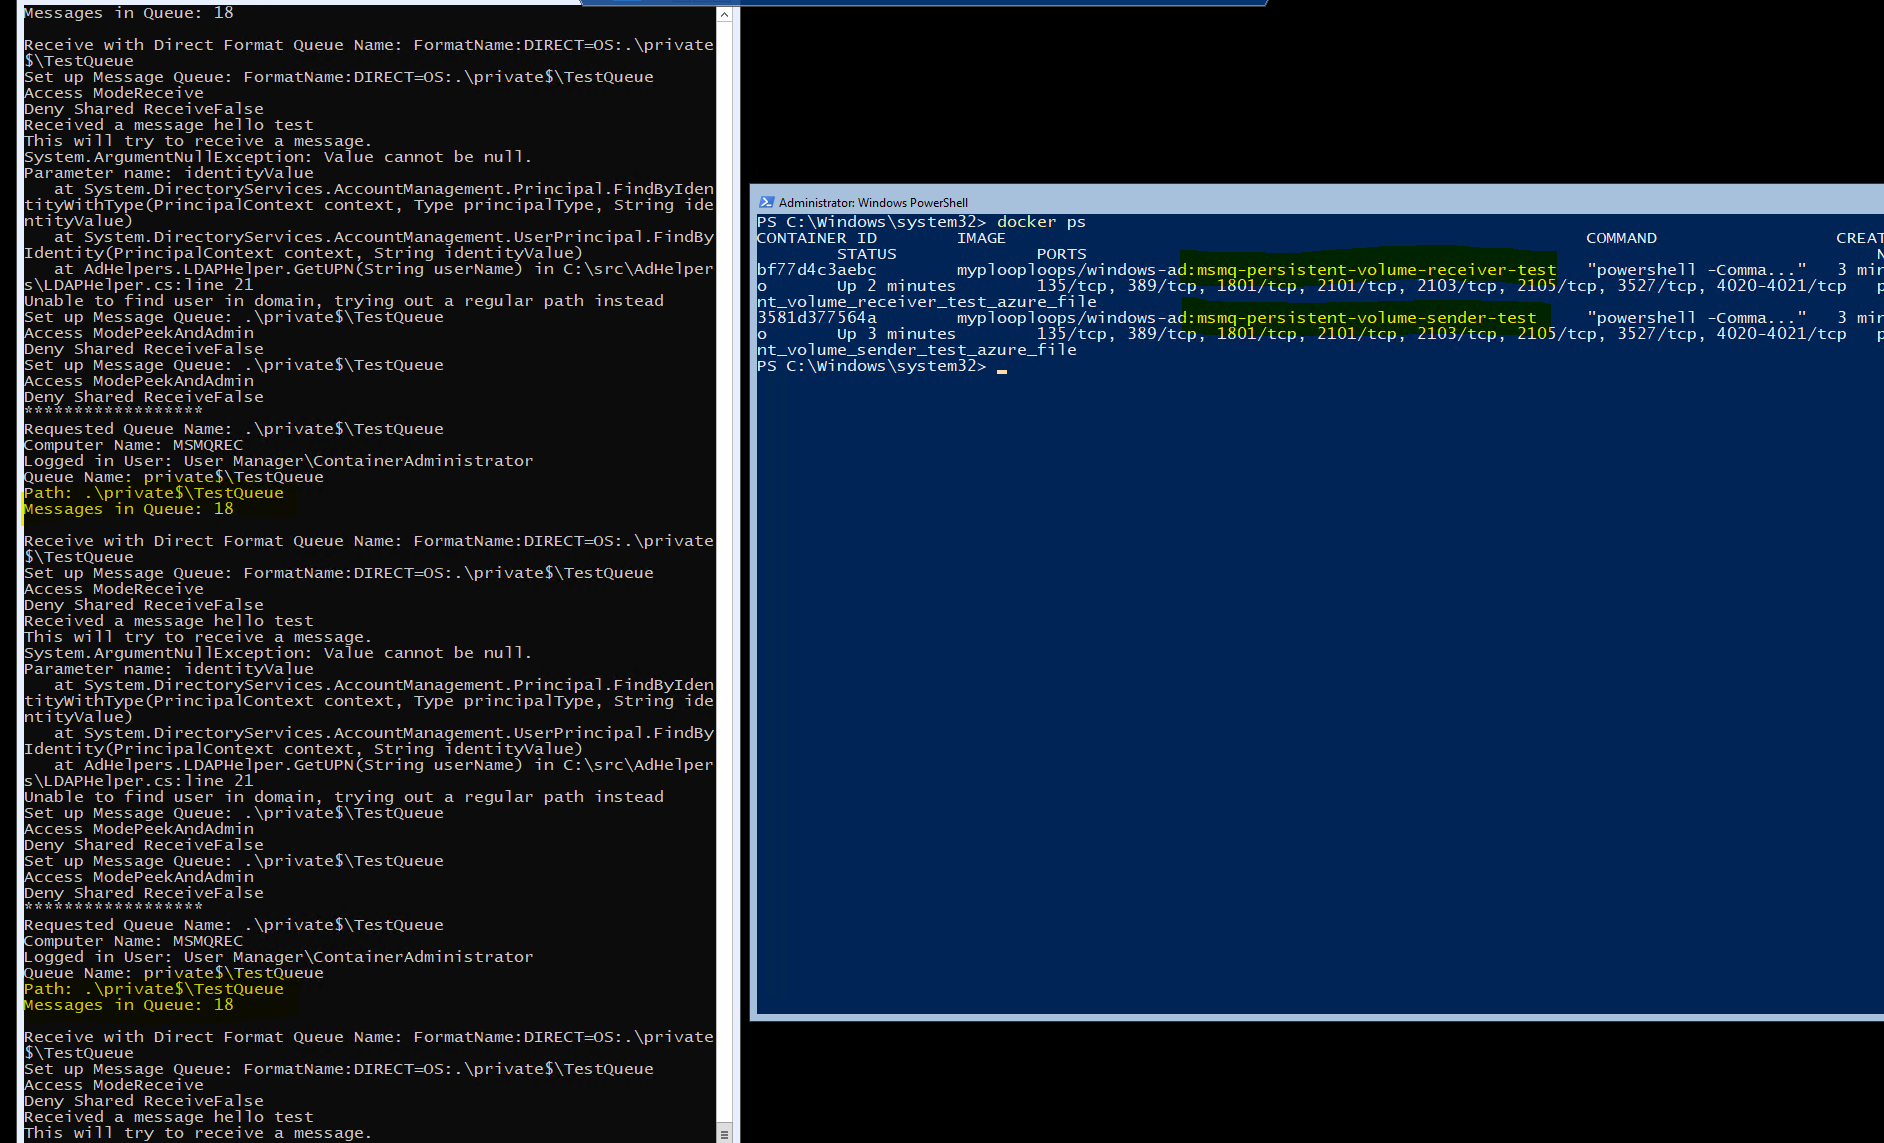 Messages in Queue: 18
Receive with Direct Format Queue Name: FormatName:DIRECT=OS:.\private
$\TestQueue
Set up Message Queue: FormatName:DIRECT=OS:.\private$\TestQueue
Access ModeReceive
Deny Shared ReceiveFalse
Received a message hello test
This will try to receive a message.
System.ArgumentNullException: Value cannot be null.
Parameter name: identityValue
   at System.DirectoryServices.AccountManagement.Principal.FindByIden
tityWithType(PrincipalContext context, Type principalType, String ide
ntityValue)
   at System.DirectoryServices.AccountManagement.UserPrincipal.FindBy
Identity(PrincipalContext context, String identityValue)
   at AdHelpers.LDAPHelper.GetUPN(String userName) in C:\src\AdHelper
s\LDAPHelper.cs:line 21
Unable to find user in domain, trying out a regular path instead
Set up Message Queue: .\private$\TestQueue
Access ModePeekAndAdmin
Deny Shared ReceiveFalse
Set up Message Queue: .\private$\TestQueue
Access ModePeekAndAdmin
Deny Shared ReceiveFalse
******************
Requested Queue Name: .\private$\TestQueue
Computer Name: MSMQREC
Logged in User: User Manager\ContainerAdministrator
Queue Name: private$\TestQueue
Path: .\private$\TestQueue
Messages in Queue: 18
Receive with Direct Format Queue Name: FormatName:DIRECT=OS:.\private
$\TestQueue
Set up Message Queue: FormatName:DIRECT=OS:.\private$\TestQueue
Access ModeReceive
Deny Shared ReceiveFalse
Received a message hello test
This will try to receive a message.
System.ArgumentNullException: Value cannot be null.
Parameter name: identityValue
   at System.DirectoryServices.AccountManagement.Principal.FindByIden
tityWithType(PrincipalContext context, Type principalType, String ide
ntityValue)
   at System.DirectoryServices.AccountManagement.UserPrincipal.FindBy
Identity(PrincipalContext context, String identityValue)
   at AdHelpers.LDAPHelper.GetUPN(String userName) in C:\src\AdHelper
s\LDAPHelper.cs:line 21
Unable to find user in domain, trying out a regular path instead
Set up Message Queue: .\private$\TestQueue
Access ModePeekAndAdmin
Deny Shared ReceiveFalse
Set up Message Queue: .\private$\TestQueue
Access ModePeekAndAdmin
Deny Shared ReceiveFalse
******************
Requested Queue Name: .\private$\TestQueue
Computer Name: MSMQREC
Logged in User: User Manager\ContainerAdministrator
Queue Name: private$\TestQueue
Path: .\private$\TestQueue
Messages in Queue: 18
Receive with Direct Format Queue Name: FormatName:DIRECT=OS:.\private
$\TestQueue
Set up Message Queue: FormatName:DIRECT=OS:.\private$\TestQueue
Access ModeReceive
Deny Shared ReceiveFalse
Received a message hello test
This will try to receive a message.
Administrator: Windows PowerShell
PS C:\Windows\system32> docker ps
CONTAINER ID        IMAGE                                                          COMMAND                  CREAT
        STATUS              PORTS                                                                               N
bf77d4c3aebc        myplooploops/windows-ad:msmq-persistent-volume-receiver-test   "powershell -Comma..."   3 min
o       Up 2 minutes        135/tcp, 389/tcp, 1801/tcp, 2101/tcp, 2103/tcp, 2105/tcp, 3527/tcp, 4020-4021/tcp   p
nt_volume_receiver_test_azure_file
3581d377564a        myplooploops/windows-ad:msmq-persistent-volume-sender-test     "powershell -Comma..."   3 min
o       Up 3 minutes        135/tcp, 389/tcp, 1801/tcp, 2101/tcp, 2103/tcp, 2105/tcp, 3527/tcp, 4020-4021/tcp   p
nt_volume_sender_test_azure_file
PS C:\Windows\system32>